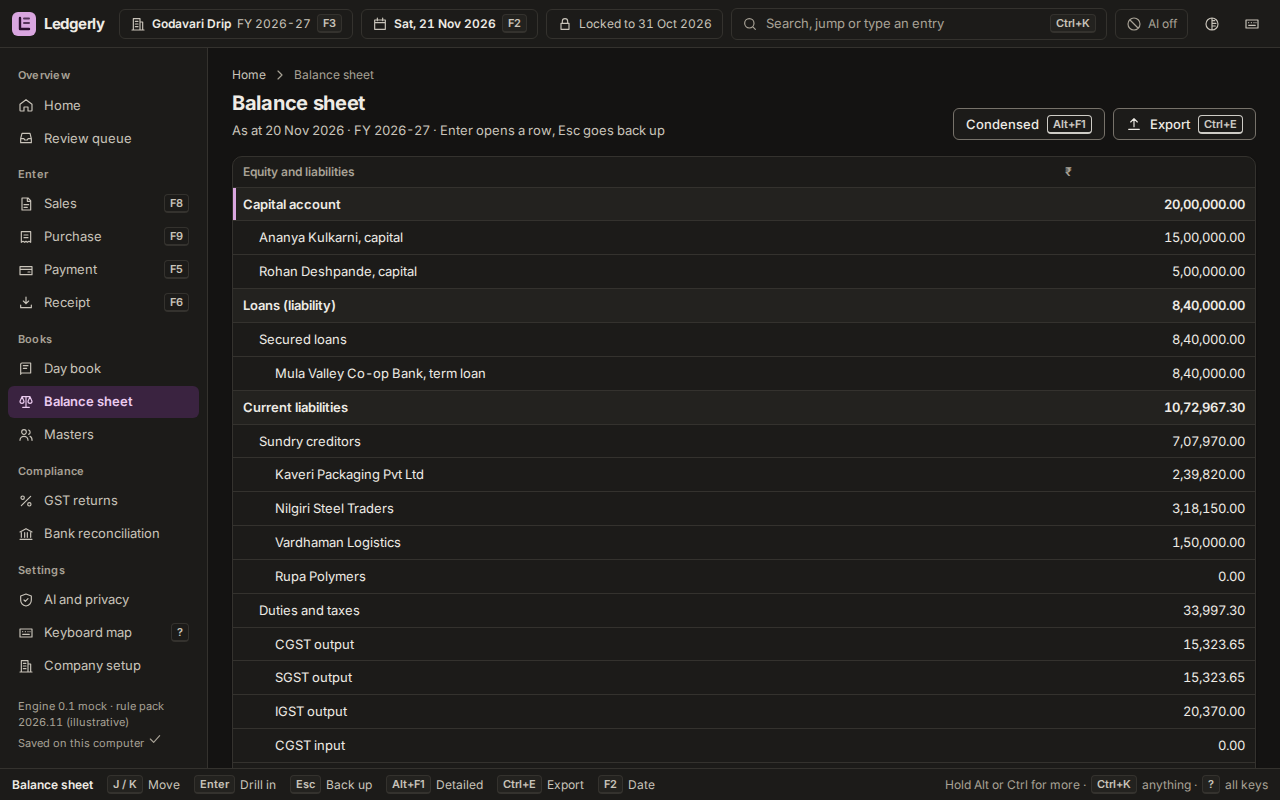 Ledgerly
Godavari Drip FY 2026-27 F3
Sat, 21 Nov 2026 F2
Locked to 31 Oct 2026
Search, jump or type an entry Ctrl+K
AI off
Overview
Home
Review queue
Enter
Sales F8
Purchase F9
Payment F5
Receipt F6
Books
Day book
Balance sheet
Masters
Compliance
GST returns
Bank reconciliation
Settings
AI and privacy
Keyboard map ?
Company setup
Engine 0.1 mock · rule pack
2026.11 (illustrative)
Saved on this computer
Home > Balance sheet
Balance sheet
As at 20 Nov 2026 · FY 2026-27 · Enter opens a row, Esc goes back up
Condensed Alt+F1
Export Ctrl+E
Equity and liabilities ₹
Capital account 20,00,000.00
Ananya Kulkarni, capital 15,00,000.00
Rohan Deshpande, capital 5,00,000.00
Loans (liability) 8,40,000.00
Secured loans 8,40,000.00
Mula Valley Co-op Bank, term loan 8,40,000.00
Current liabilities 10,72,967.30
Sundry creditors 7,07,970.00
Kaveri Packaging Pvt Ltd 2,39,820.00
Nilgiri Steel Traders 3,18,150.00
Vardhaman Logistics 1,50,000.00
Rupa Polymers 0.00
Duties and taxes 33,997.30
CGST output 15,323.65
SGST output 15,323.65
IGST output 20,370.00
CGST input 0.00
Balance sheet J / K Move Enter Drill in Esc Back up Alt+F1 Detailed Ctrl+E Export F2 Date
Hold Alt or Ctrl for more · Ctrl+K anything · ? all keys